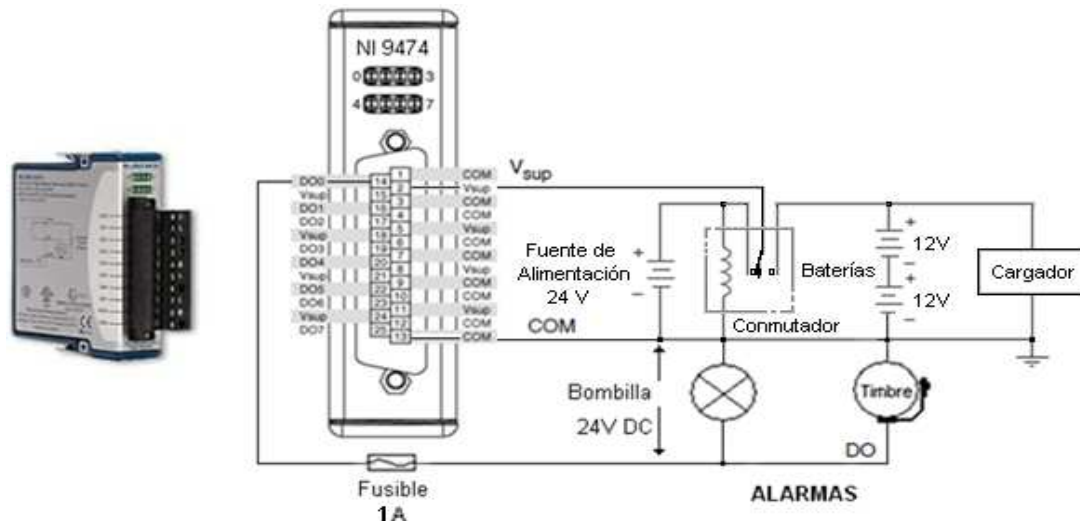 NI 9474
0 3
4 7
DO0 14 1 COM
Vsup 15 2 Vsup
DO1 16 3 COM
DO2 17 4 COM
Vsup 18 5 Vsup
DO3 19 6 COM
DO4 20 7 COM
Vsup 21 8 Vsup
DO5 22 9 COM
DO6 23 10 COM
Vsup 24 11 Vsup
DO7 25 12 COM
13 COM
Vsup
Fuente de
Alimentación
24 V
+
−
Conmutador
Baterías
+
12V
−
+
12V
−
Cargador
COM
Bombilla
24V DC
Timbre
DO
Fusible
1A
ALARMAS